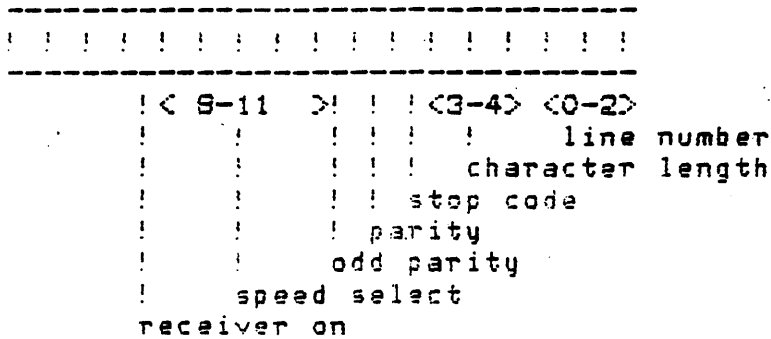 -----------------------------------
! ! ! ! ! ! ! ! ! ! ! ! ! ! ! ! !
-----------------------------------
!< 8-11 >! ! !<3-4> <0-2>
! ! ! ! ! ! line number
! ! ! ! ! character length
! ! ! ! stop code
! ! ! parity
! ! odd parity
! speed select
receiver on